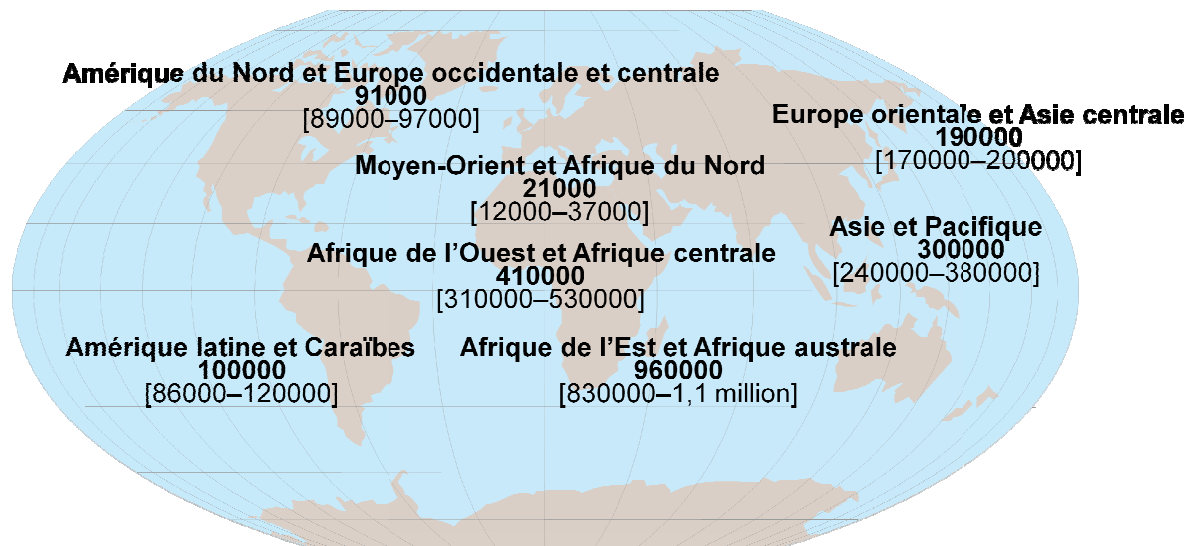 Amérique du Nord et Europe occidentale et centrale
91000
[89000–97000]
Europe orientale et Asie centrale
190000
[170000–200000]
Moyen-Orient et Afrique du Nord
21000
[12000–37000]
Asie et Pacifique
300000
[240000–380000]
Afrique de l’Ouest et Afrique centrale
410000
[310000–530000]
Amérique latine et Caraïbes
100000
[86000–120000]
Afrique de l’Est et Afrique australe
960000
[830000–1,1 million]